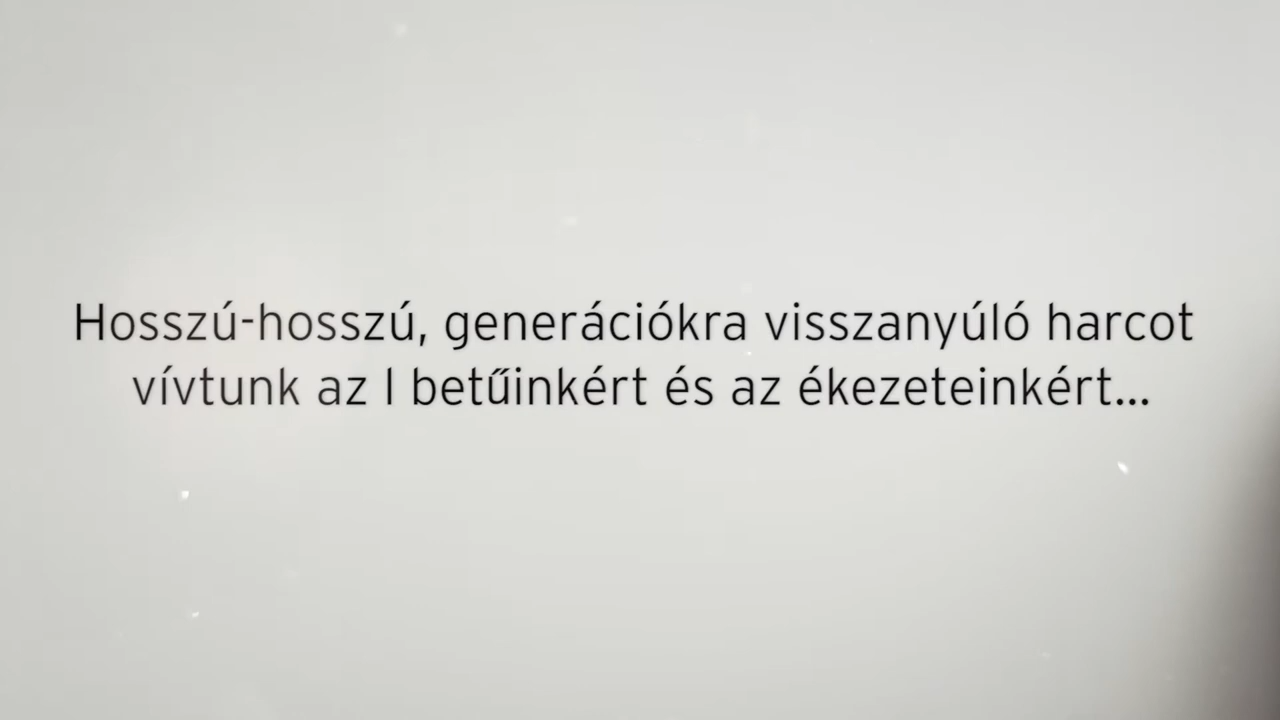 Hosszú-hosszú, generációkra visszanyúló harcot
vívtunk az I betűinkért és az ékezeteinkért...